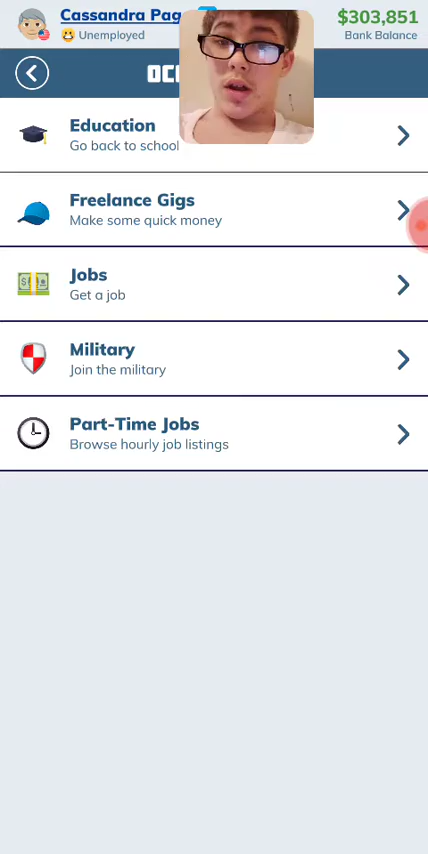 Cassandra Pag
$303,851
Unemployed
Bank Balance
Education
Go back to school
Freelance Gigs
Make some quick money
Jobs
Get a job
Military
Join the military
Part-Time Jobs
Browse hourly job listings